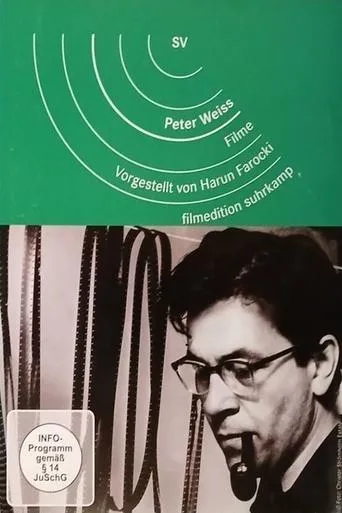 SV
Peter Weiss
Filme
Vorgestellt von Harun Farocki
filmedition suhrkamp
INFO-
Programm
gemäß
§ 14
JuSchG